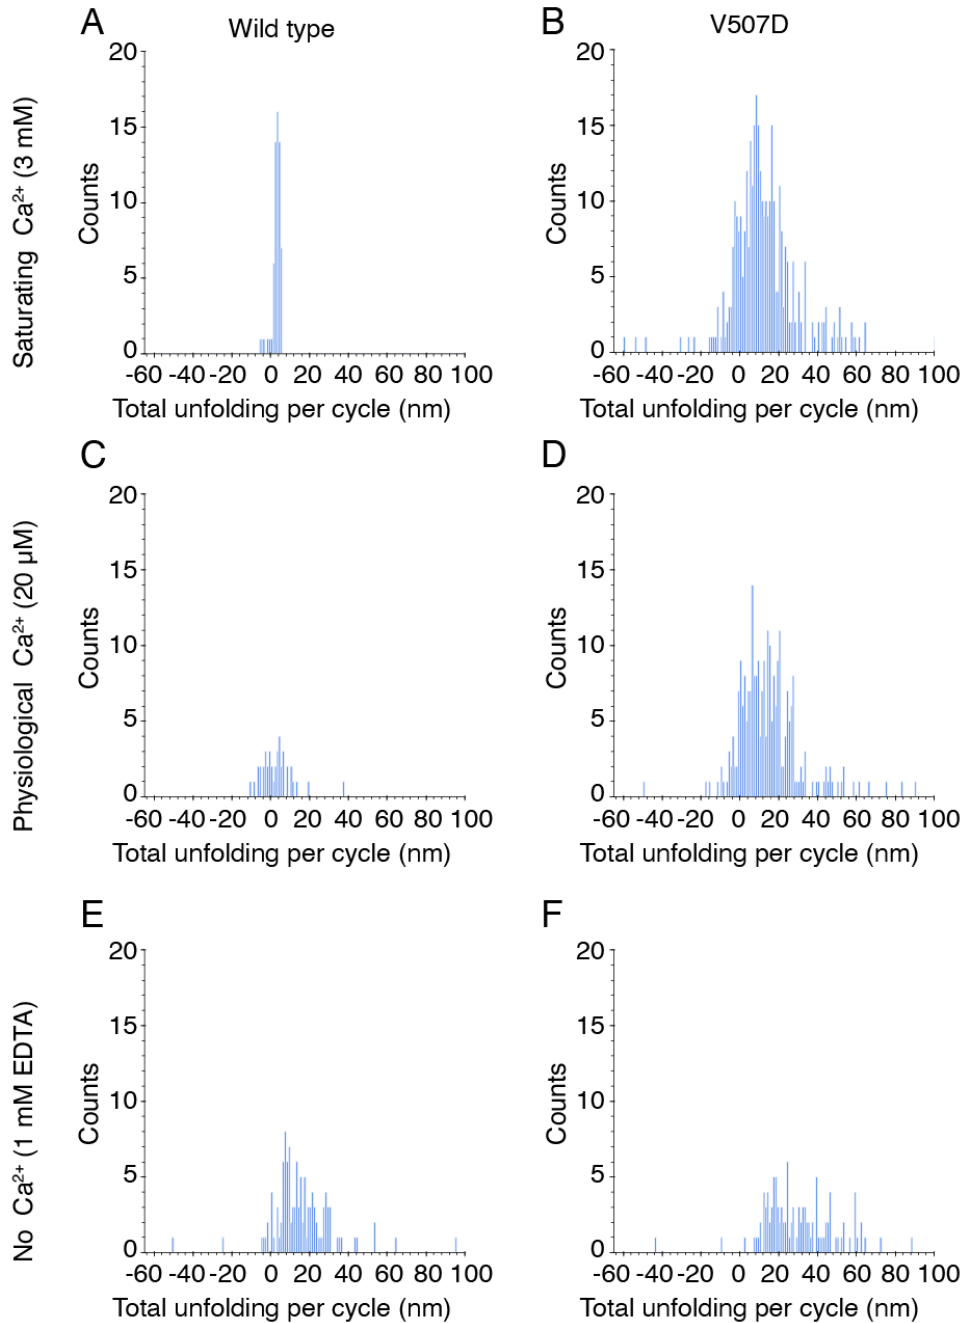 A
Wild type
B
V507D
Saturating Ca²⁺ (3 mM)
Counts
20
15
10
5
0
-60 -40 -20 0 20 40 60 80 100
Total unfolding per cycle (nm)
Counts
20
15
10
5
0
-60 -40 -20 0 20 40 60 80 100
Total unfolding per cycle (nm)
C
D
Physiological Ca²⁺ (20 µM)
Counts
20
15
10
5
0
-60 -40 -20 0 20 40 60 80 100
Total unfolding per cycle (nm)
Counts
20
15
10
5
0
-60 -40 -20 0 20 40 60 80 100
Total unfolding per cycle (nm)
E
F
No Ca²⁺ (1 mM EDTA)
Counts
20
15
10
5
0
-60 -40 -20 0 20 40 60 80 100
Total unfolding per cycle (nm)
Counts
20
15
10
5
0
-60 -40 -20 0 20 40 60 80 100
Total unfolding per cycle (nm)